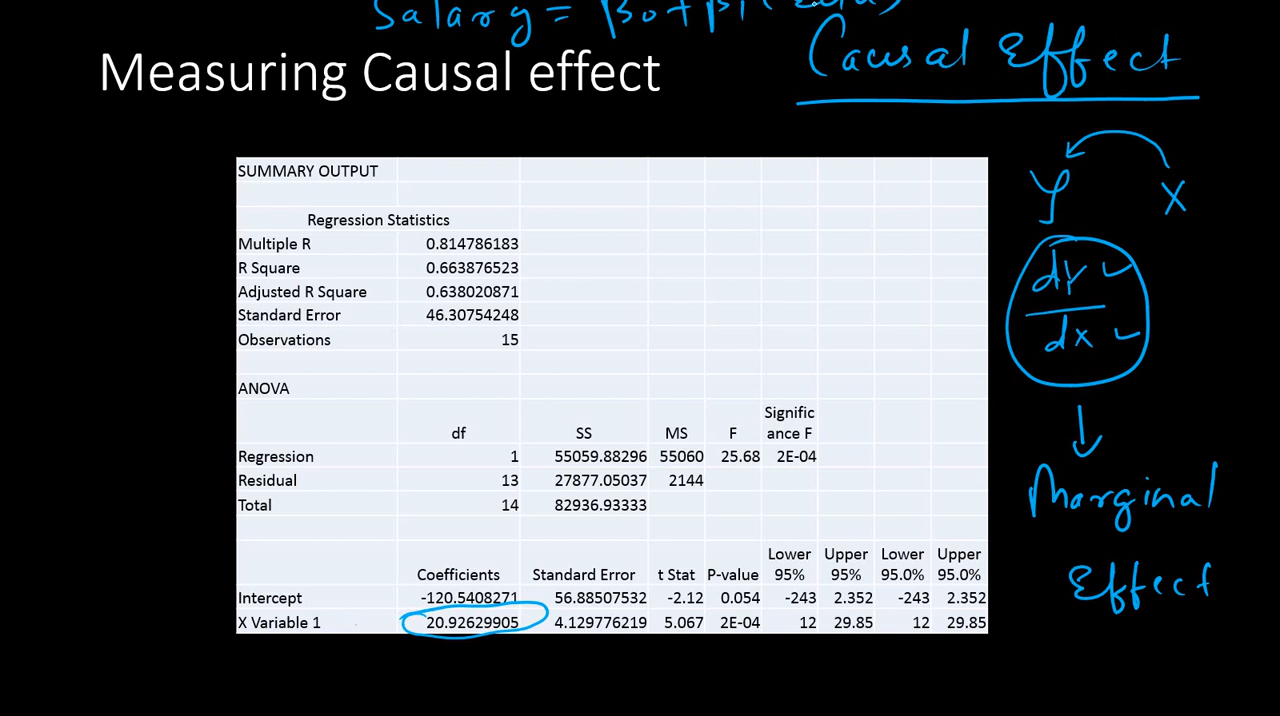 Salary = β0 + β1 (
Measuring Causal effect
Causal Effect
Y X
dy
dx
Marginal
Effect
SUMMARY OUTPUT
Regression Statistics
Multiple R 0.814786183
R Square 0.663876523
Adjusted R Square 0.638020871
Standard Error 46.30754248
Observations 15
ANOVA
df SS MS F Signific
ance F
Regression 1 55059.88296 55060 25.68 2E-04
Residual 13 27877.05037 2144
Total 14 82936.93333
Coefficients Standard Error t Stat P-value Lower 95% Upper 95% Lower 95.0% Upper 95.0%
Intercept -120.5408271 56.88507532 -2.12 0.054 -243 2.352 -243 2.352
X Variable 1 20.92629905 4.129776219 5.067 2E-04 12 29.85 12 29.85